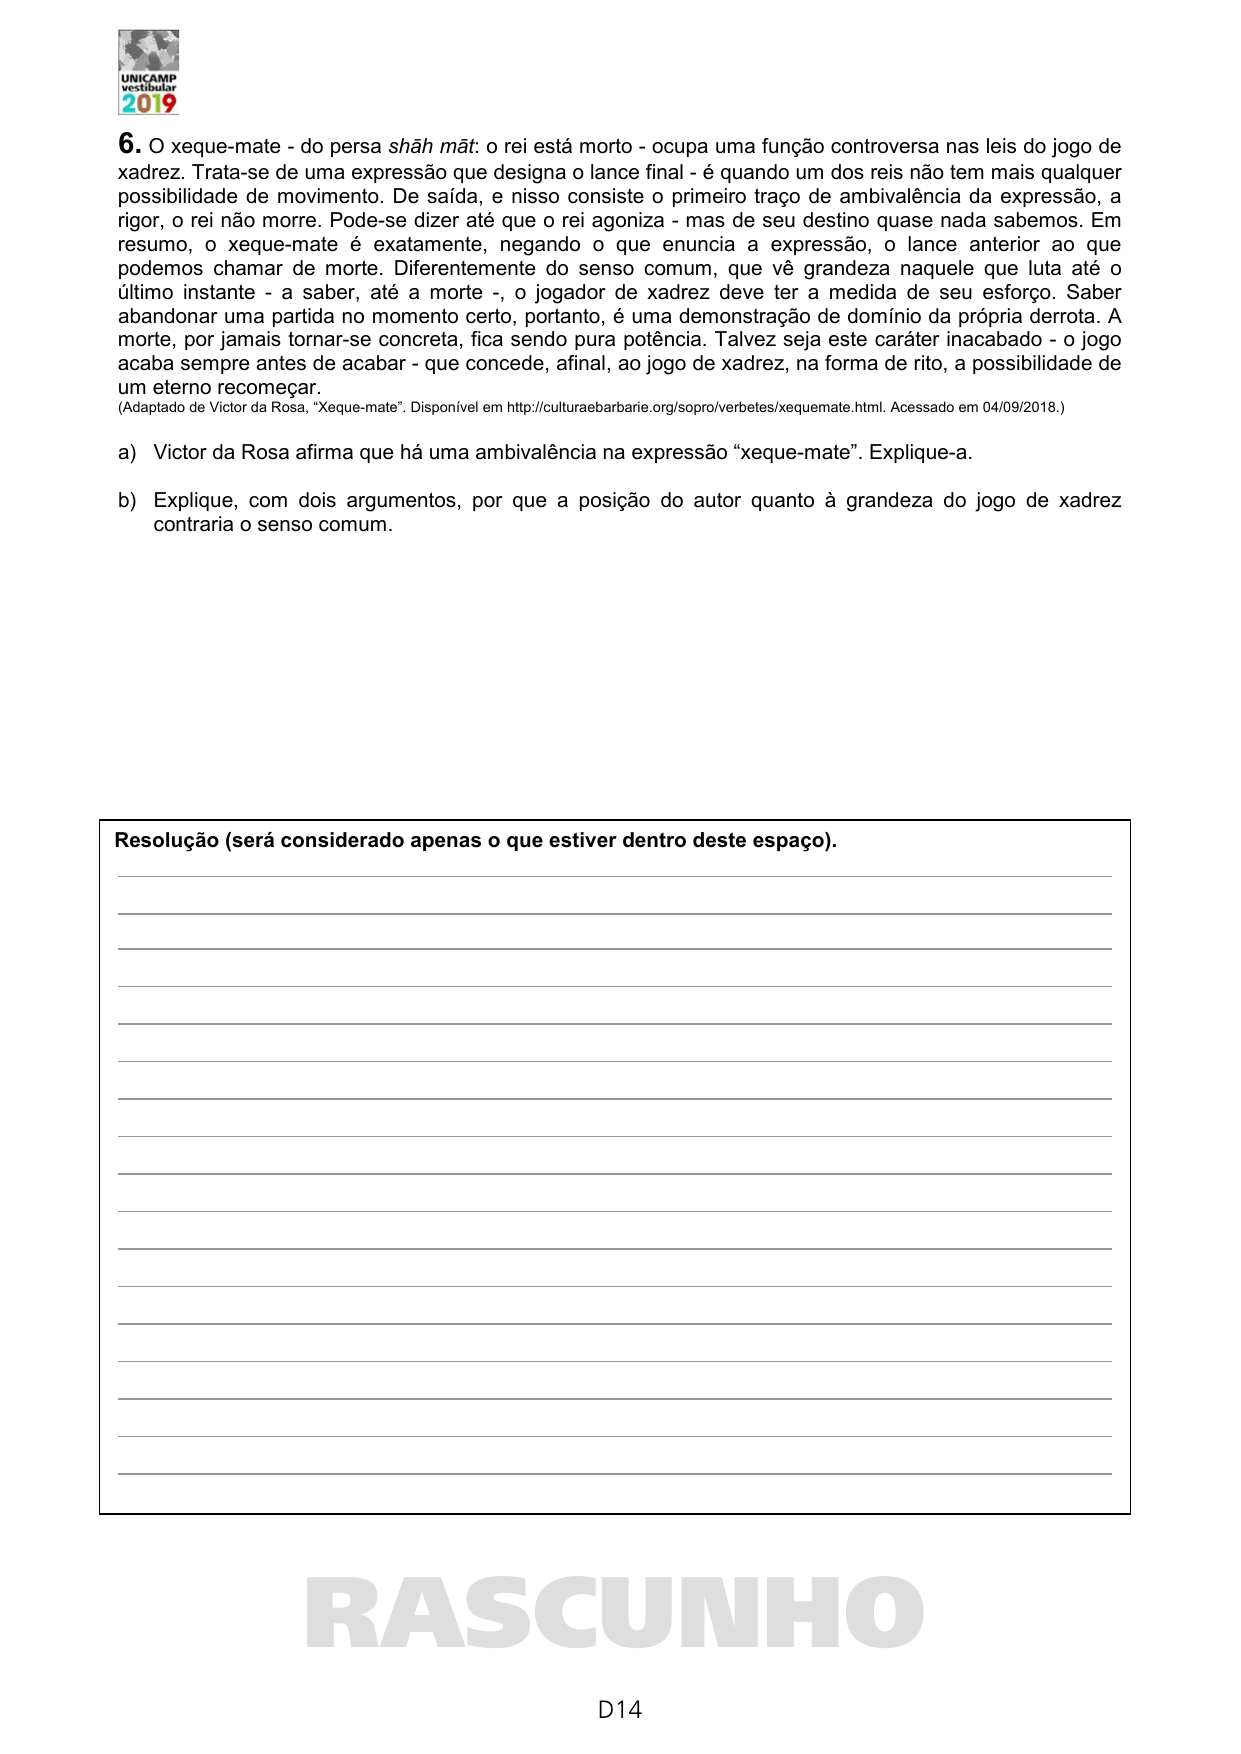 UNICAMP
vestibular
2019
6. O xeque-mate - do persa shāh māt: o rei está morto - ocupa uma função controversa nas leis do jogo de
xadrez. Trata-se de uma expressão que designa o lance final - é quando um dos reis não tem mais qualquer
possibilidade de movimento. De saída, e nisso consiste o primeiro traço de ambivalência da expressão, a
rigor, o rei não morre. Pode-se dizer até que o rei agoniza - mas de seu destino quase nada sabemos. Em
resumo, o xeque-mate é exatamente, negando o que enuncia a expressão, o lance anterior ao que
podemos chamar de morte. Diferentemente do senso comum, que vê grandeza naquele que luta até o
último instante - a saber, até a morte -, o jogador de xadrez deve ter a medida de seu esforço. Saber
abandonar uma partida no momento certo, portanto, é uma demonstração de domínio da própria derrota. A
morte, por jamais tornar-se concreta, fica sendo pura potência. Talvez seja este caráter inacabado - o jogo
acaba sempre antes de acabar - que concede, afinal, ao jogo de xadrez, na forma de rito, a possibilidade de
um eterno recomeçar.
(Adaptado de Victor da Rosa, “Xeque-mate”. Disponível em http://culturaebarbarie.org/sopro/verbetes/xequemate.html. Acessado em 04/09/2018.)
a) Victor da Rosa afirma que há uma ambivalência na expressão “xeque-mate”. Explique-a.
b) Explique, com dois argumentos, por que a posição do autor quanto à grandeza do jogo de xadrez
contraria o senso comum.
Resolução (será considerado apenas o que estiver dentro deste espaço).
RASCUNHO
D14